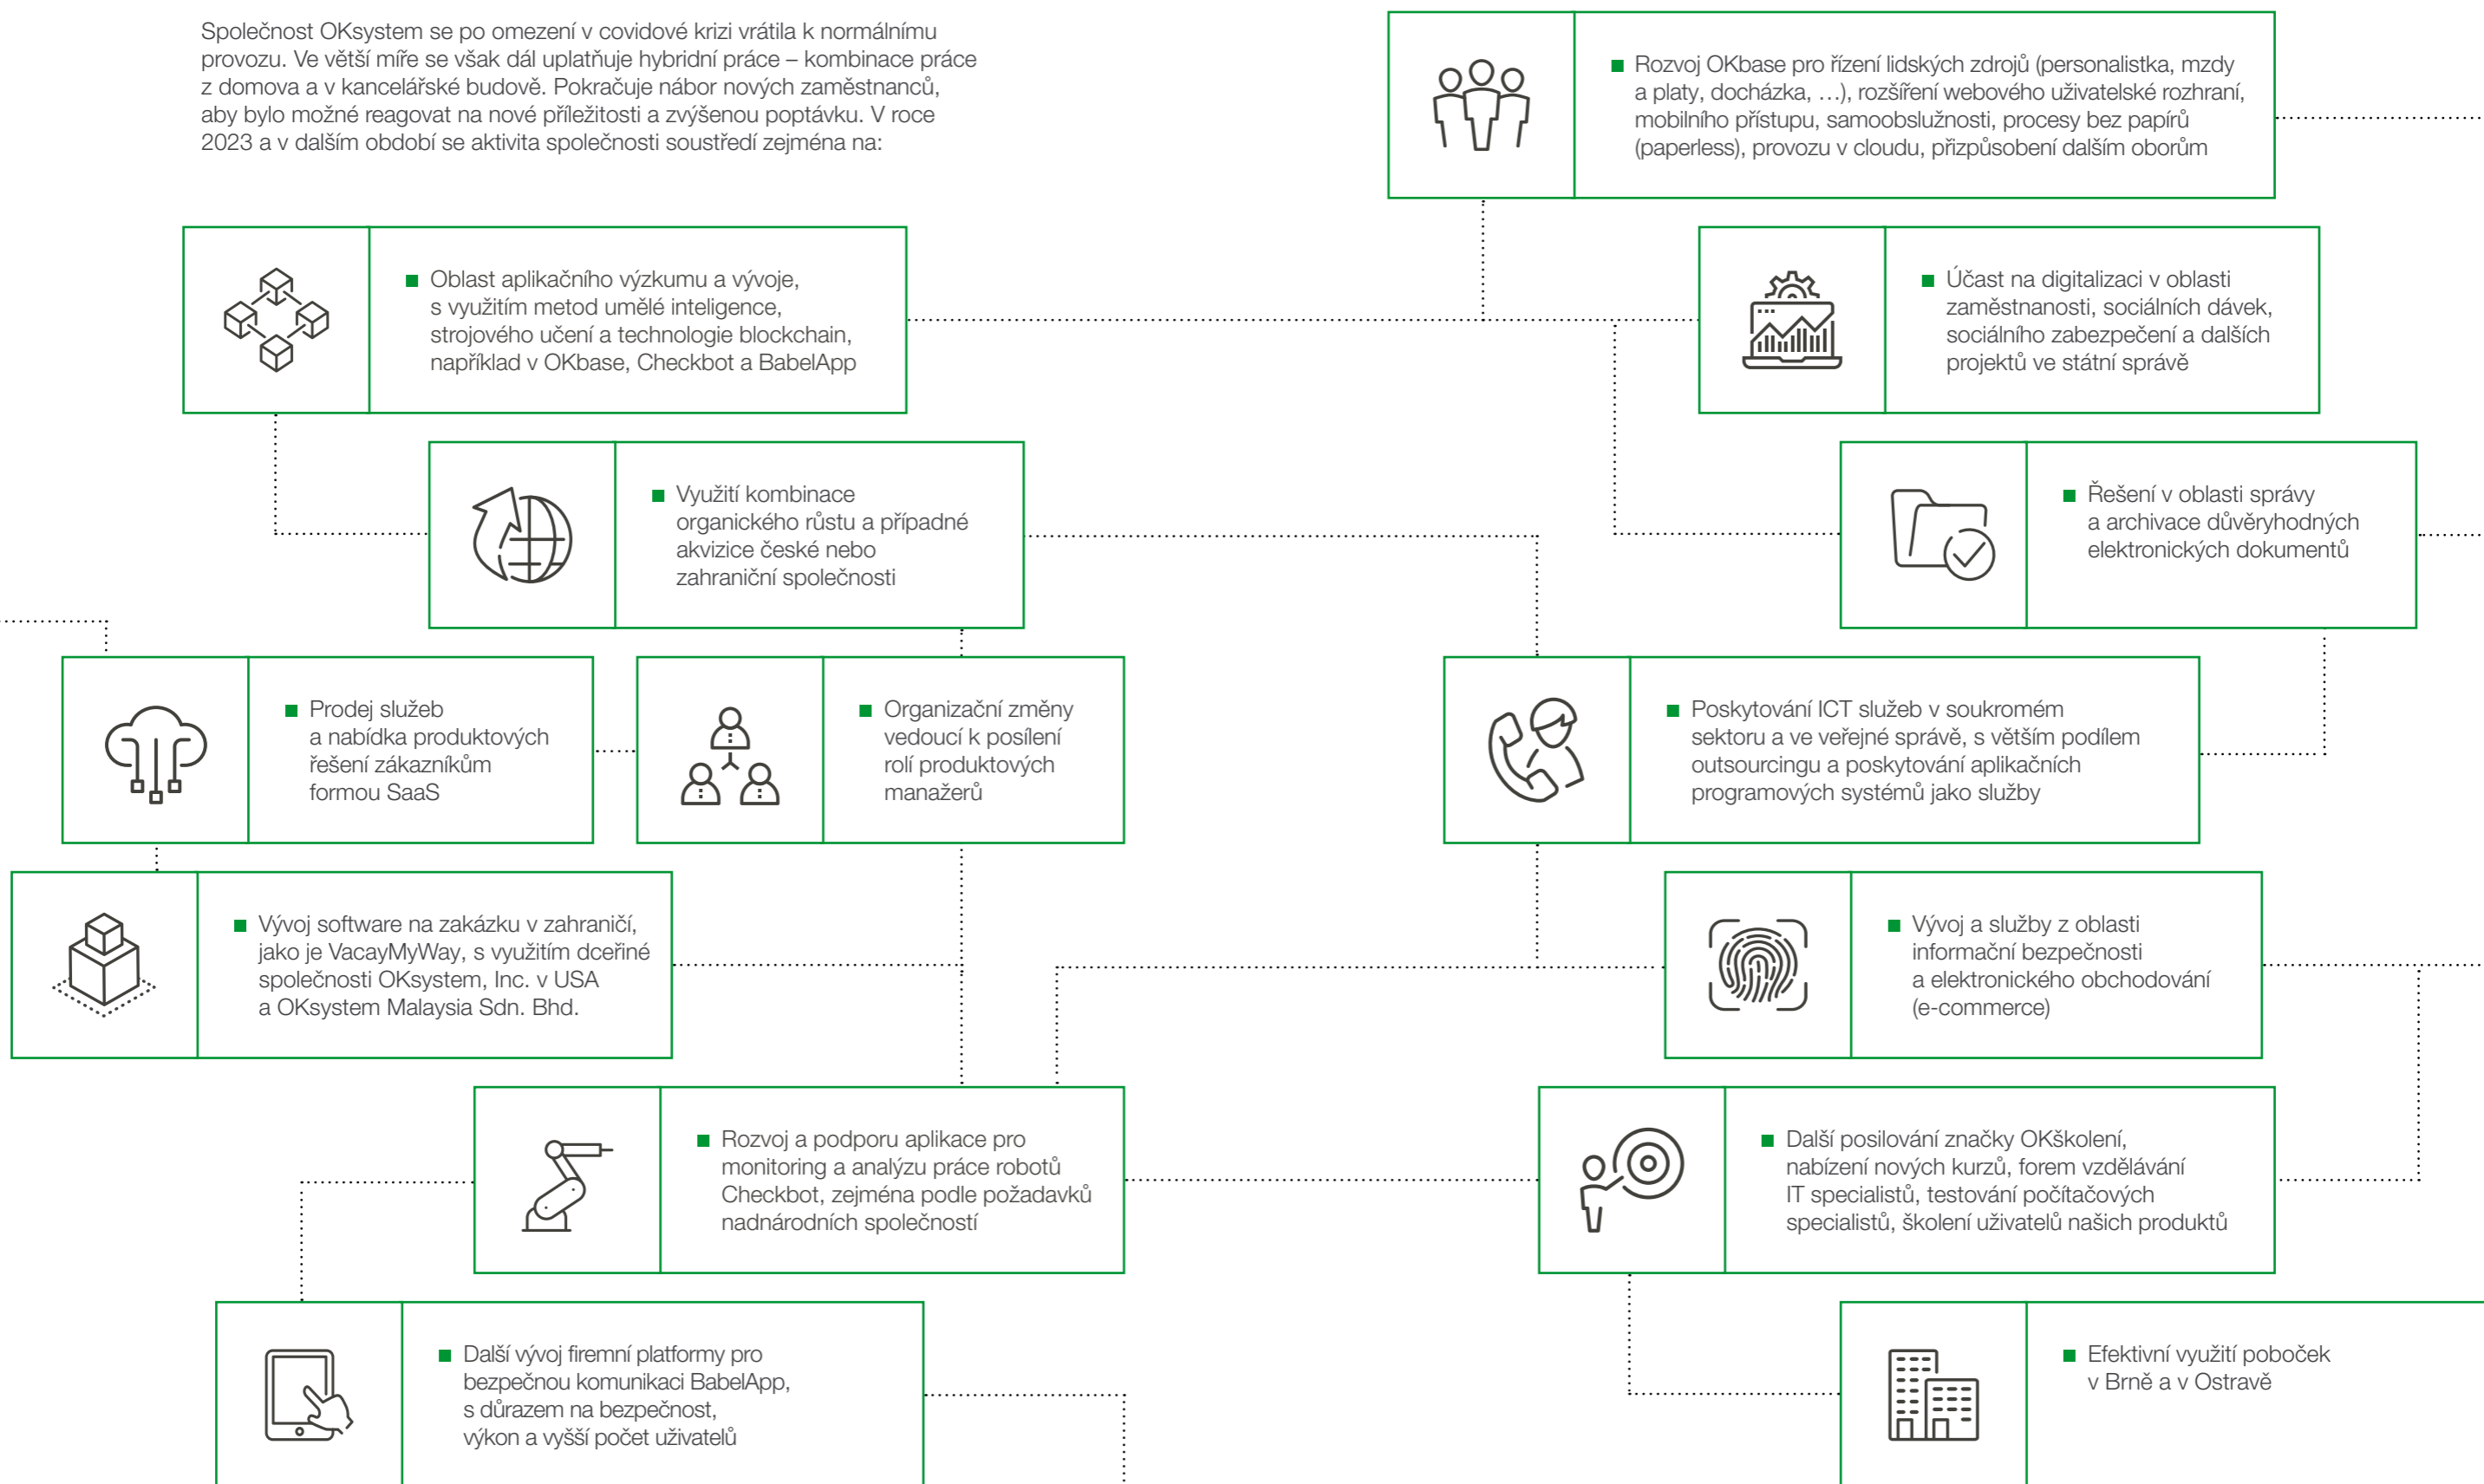 Společnost OKsystem se po omezení v covidové krizi vrátila k normálnímu
provozu. Ve větší míře se však dál uplatňuje hybridní práce – kombinace práce
z domova a v kancelářské budově. Pokračuje nábor nových zaměstnanců,
aby bylo možné reagovat na nové příležitosti a zvýšenou poptávku. V roce
2023 a v dalším období se aktivita společnosti soustředí zejména na:
■ Rozvoj OKbase pro řízení lidských zdrojů (personalistka, mzdy
a platy, docházka, …), rozšíření webového uživatelské rozhraní,
mobilního přístupu, samoobslužnosti, procesy bez papírů
(paperless), provozu v cloudu, přizpůsobení dalším oborům
■ Oblast aplikačního výzkumu a vývoje,
s využitím metod umělé inteligence,
strojového učení a technologie blockchain,
například v OKbase, Checkbot a BabelApp
■ Účast na digitalizaci v oblasti
zaměstnanosti, sociálních dávek,
sociálního zabezpečení a dalších
projektů ve státní správě
■ Využití kombinace
organického růstu a případné
akvizice české nebo
zahraniční společnosti
■ Řešení v oblasti správy
a archivace důvěryhodných
elektronických dokumentů
■ Prodej služeb
a nabídka produktových
řešení zákazníkům
formou SaaS
■ Organizační změny
vedoucí k posílení
rolí produktových
manažerů
■ Poskytování ICT služeb v soukromém
sektoru a ve veřejné správě, s větším podílem
outsourcingu a poskytování aplikačních
programových systémů jako služby
■ Vývoj software na zakázku v zahraničí,
jako je VacayMyWay, s využitím dceřiné
společnosti OKsystem, Inc. v USA
a OKsystem Malaysia Sdn. Bhd.
■ Vývoj a služby z oblasti
informační bezpečnosti
a elektronického obchodování
(e-commerce)
■ Rozvoj a podporu aplikace pro
monitoring a analýzu práce robotů
Checkbot, zejména podle požadavků
nadnárodních společností
■ Další posilování značky OKškolení,
nabízení nových kurzů, forem vzdělávání
IT specialistů, testování počítačových
specialistů, školení uživatelů našich produktů
■ Další vývoj firemní platformy pro
bezpečnou komunikaci BabelApp,
s důrazem na bezpečnost,
výkon a vyšší počet uživatelů
■ Efektivní využití poboček
v Brně a v Ostravě